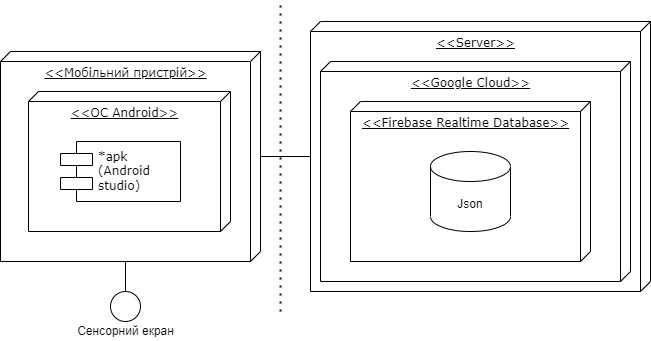 <<Мобільний пристрій>>
<<ОС Android>>
*apk
(Android
studio)
Сенсорний екран
<<Server>>
<<Google Cloud>>
<<Firebase Realtime Database>>
Json